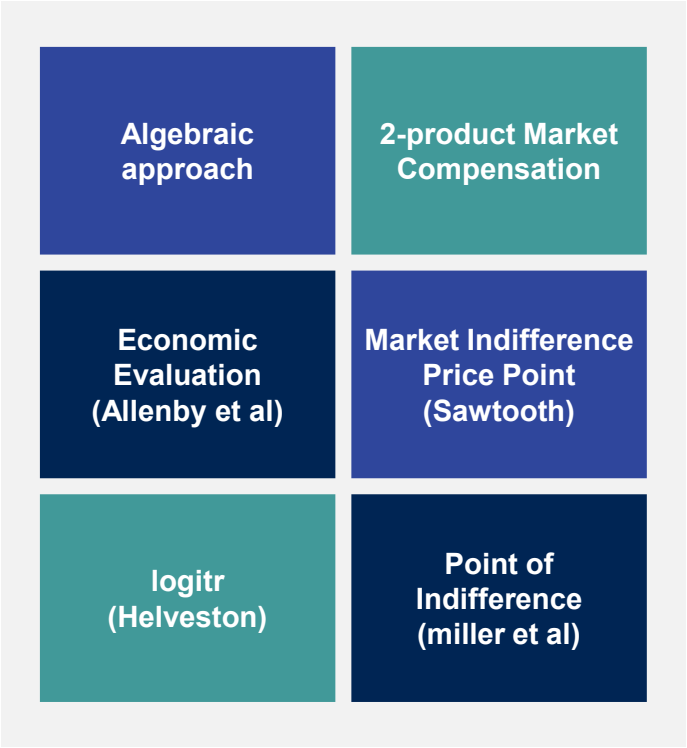 Algebraic
approach
2-product Market
Compensation
Economic
Evaluation
(Allenby et al)
Market Indifference
Price Point
(Sawtooth)
logitr
(Helveston)
Point of
Indifference
(miller et al)